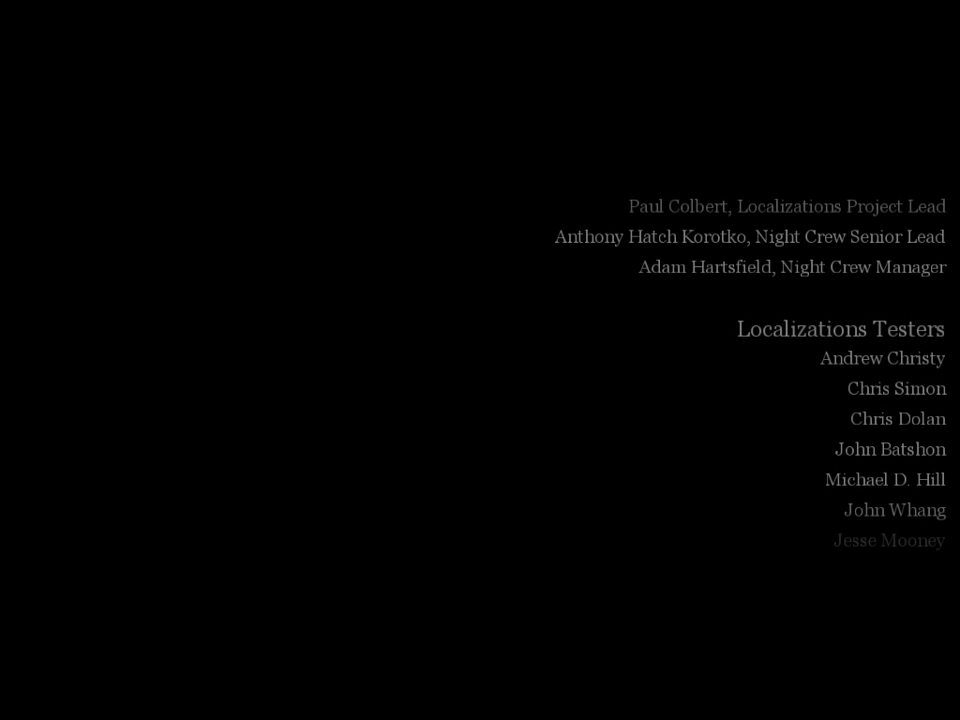 Paul Colbert, Localizations Project Lead
Anthony Hatch Korotko, Night Crew Senior Lead
Adam Hartsfield, Night Crew Manager
Localizations Testers
Andrew Christy
Chris Simon
Chris Dolan
John Batshon
Michael D. Hill
John Whang
Jesse Mooney